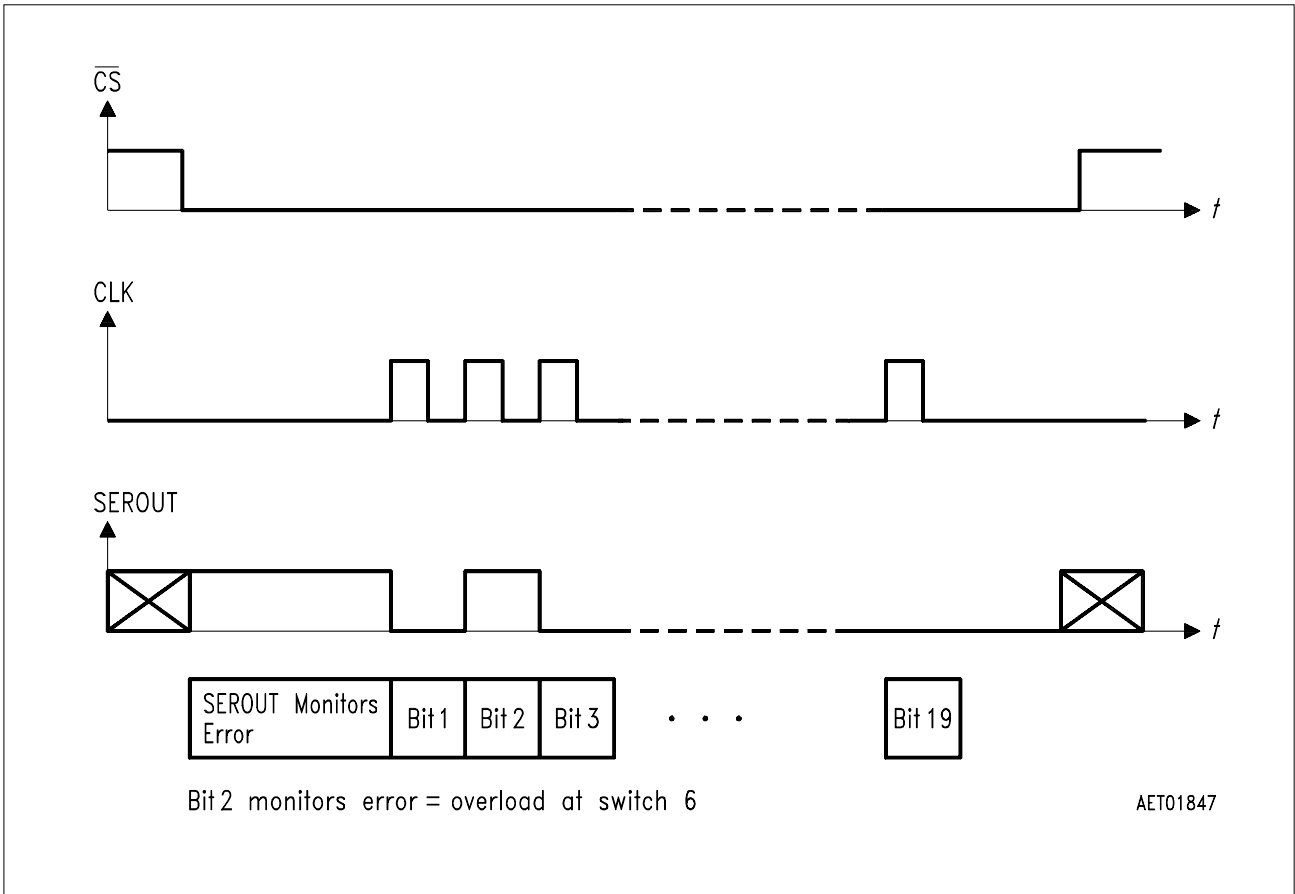 CS
t
CLK
t
SEROUT
t
SEROUT Monitors
Error
Bit 1
Bit 2
Bit 3
. . .
Bit 19
Bit 2 monitors error = overload at switch 6
AET01847